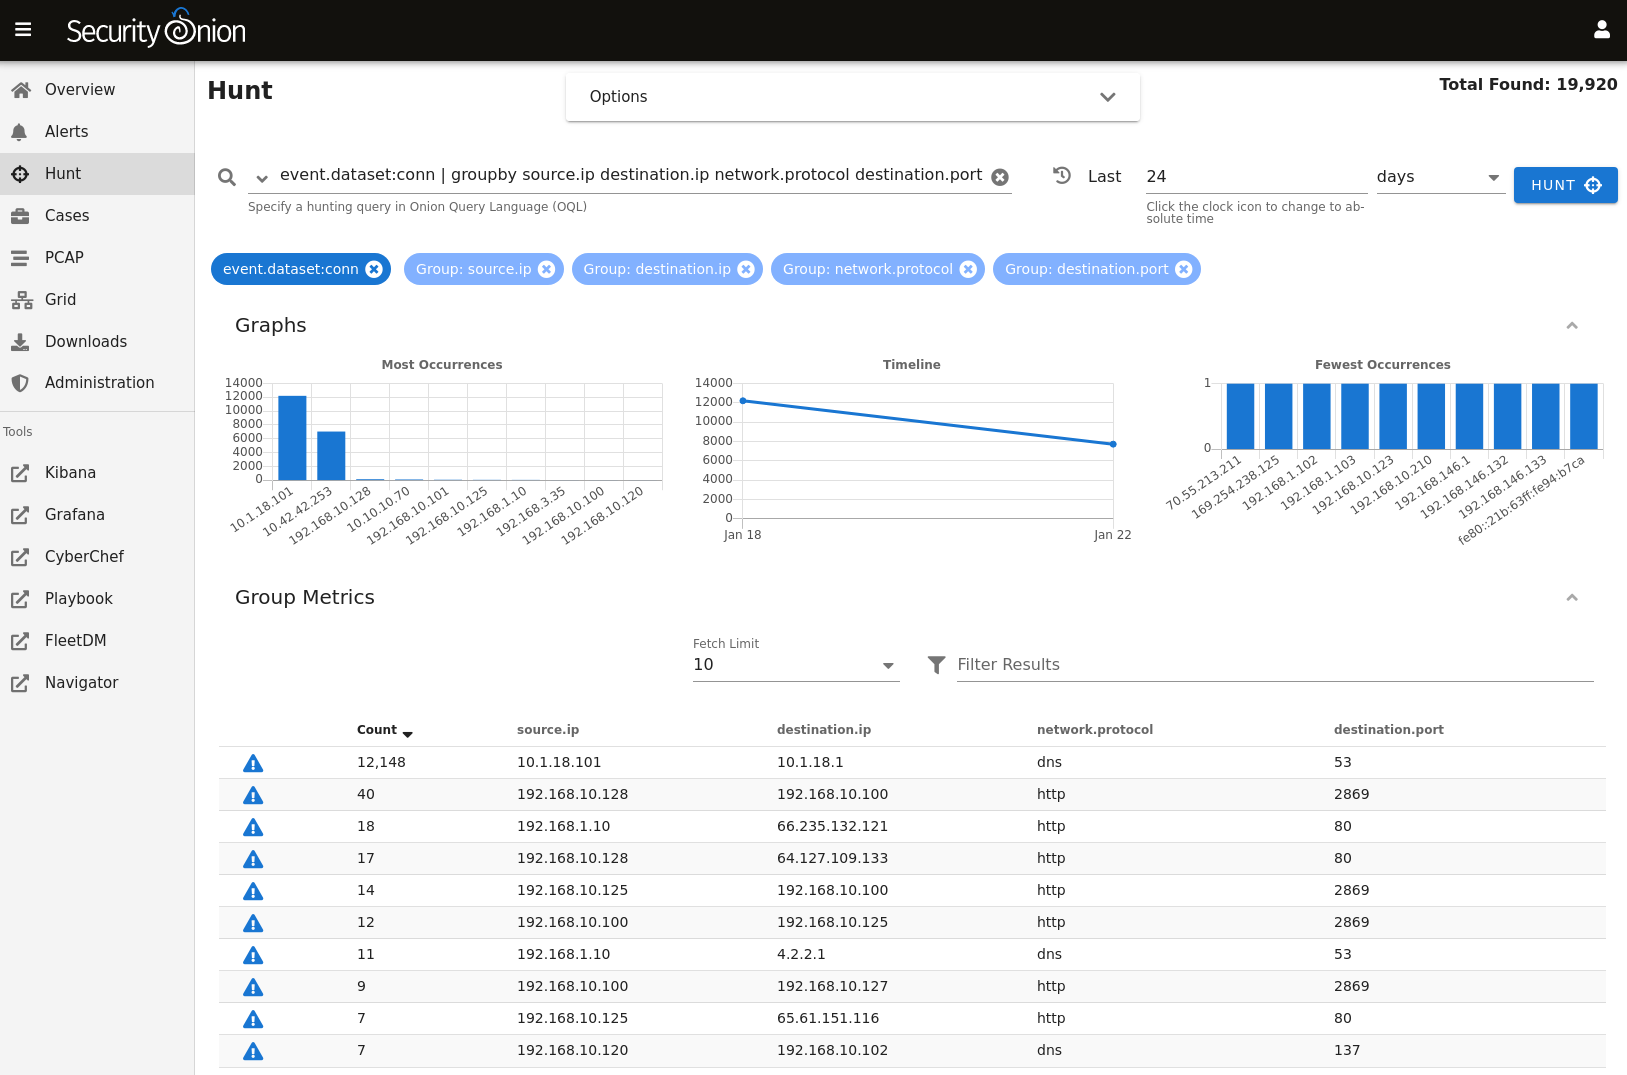 Security Onion
Overview
Alerts
Hunt
Cases
PCAP
Grid
Downloads
Administration
Tools
Kibana
Grafana
CyberChef
Playbook
FleetDM
Navigator
Hunt
Options
Total Found: 19,920
event.dataset:conn | groupby source.ip destination.ip network.protocol destination.port
Specify a hunting query in Onion Query Language (OQL)
Last
24
days
HUNT
Click the clock icon to change to ab-
solute time
event.dataset:conn
Group: source.ip
Group: destination.ip
Group: network.protocol
Group: destination.port
Graphs
Most Occurrences
14000
12000
10000
8000
6000
4000
2000
0
10.1.18.101
10.42.42.253
192.168.10.128
10.10.10.70
192.168.10.101
192.168.10.125
192.168.1.10
192.168.3.35
192.168.10.100
192.168.10.120
Timeline
14000
12000
10000
8000
6000
4000
2000
0
Jan 18
Jan 22
Fewest Occurrences
1
0
70.55.213.211
169.254.238.125
192.168.1.102
192.168.1.103
192.168.10.123
192.168.10.210
192.168.146.1
192.168.146.132
192.168.146.133
fe80::21b:63ff:fe94:b7ca
Group Metrics
Fetch Limit
10
Filter Results
Count source.ip destination.ip network.protocol destination.port
12,148 10.1.18.101 10.1.18.1 dns 53
40 192.168.10.128 192.168.10.100 http 2869
18 192.168.1.10 66.235.132.121 http 80
17 192.168.10.128 64.127.109.133 http 80
14 192.168.10.125 192.168.10.100 http 2869
12 192.168.10.100 192.168.10.125 http 2869
11 192.168.1.10 4.2.2.1 dns 53
9 192.168.10.100 192.168.10.127 http 2869
7 192.168.10.125 65.61.151.116 http 80
7 192.168.10.120 192.168.10.102 dns 137